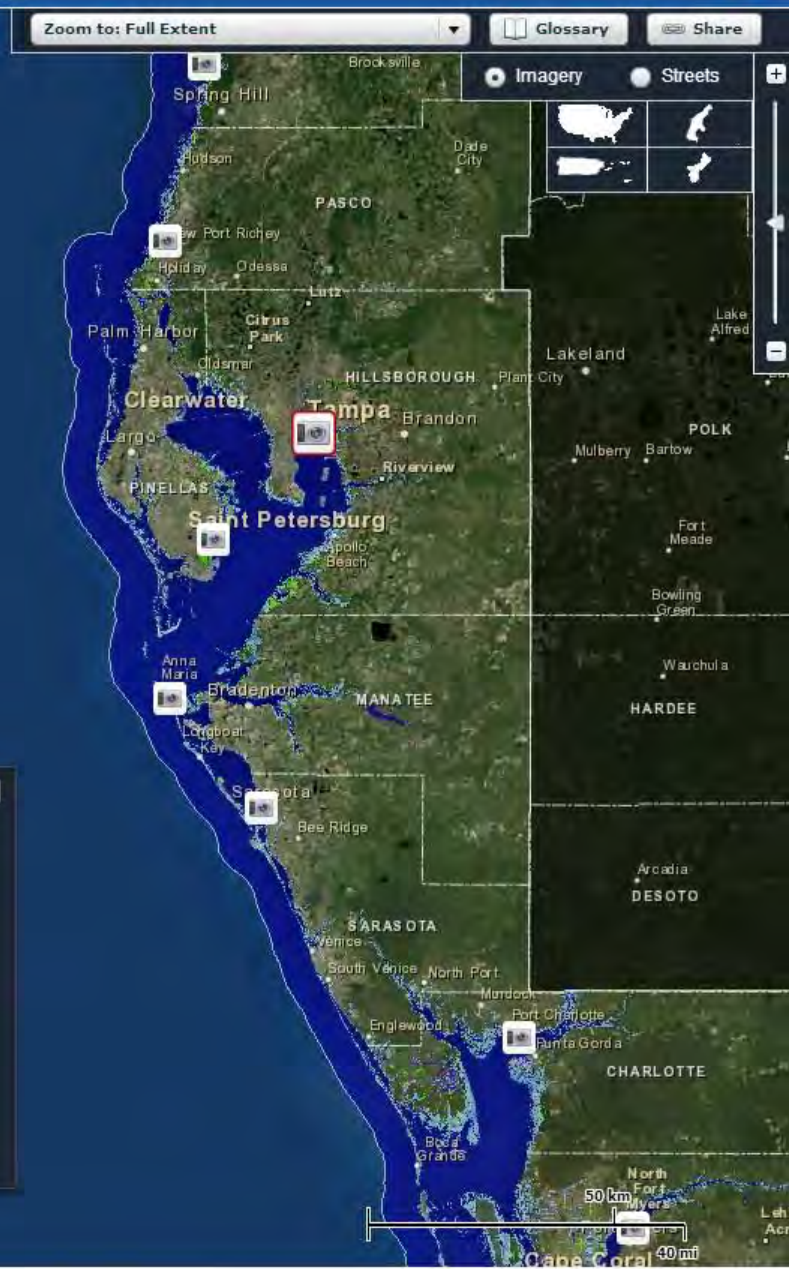 Zoom to: Full Extent
Glossary
Share
Imagery
Streets
Brooksville
Spring Hill
Hudson
Dade
City
PASCO
Port Richey
Holiday
Odessa
Lutz
Palm Harbor
Citrus
Park
Lake
Alfred
Oldsmar
Lakeland
HILLSBOROUGH
Plant City
Clearwater
Tampa
Brandon
POLK
Largo
Mulberry
Bartow
Riverview
PINELLAS
Saint Petersburg
Fort
Meade
Apollo
Beach
Bowling
Green
Anna
Maria
Wauchula
Bradenton
MANATEE
HARDEE
Longboat
Key
Sarasota
Bee Ridge
Arcadia
DESOTO
SARASOTA
Venice
South Venice
North Port
Murdock
Port Charlotte
Englewood
Punta Gorda
CHARLOTTE
Boca
Grande
North
Fort
Myers
50 km
40 mi
Cape Coral